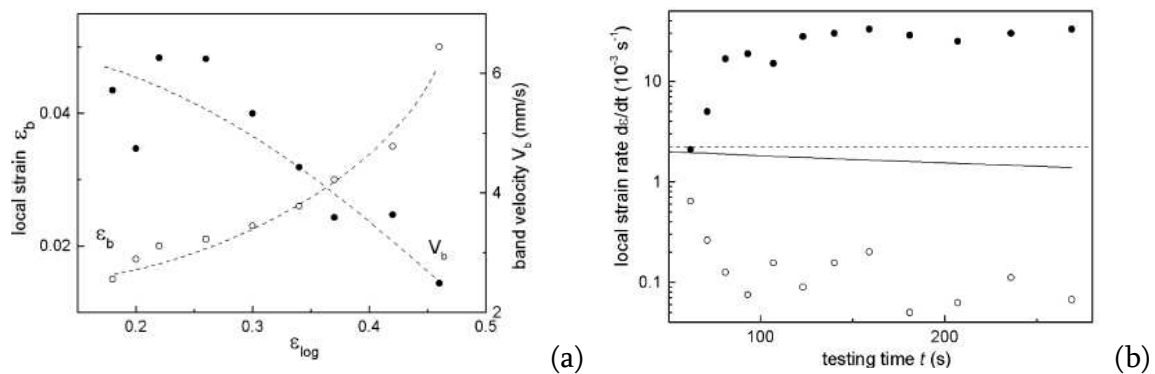 local strain ε_b
0.04
0.02
0.2
0.3
0.4
0.5
ε_log
6
4
2
band velocity V_b (mm/s)
ε_b
V_b
(a)
local strain rate dε/dt (10⁻³ s⁻¹)
10
1
0.1
100
200
testing time t (s)
(b)